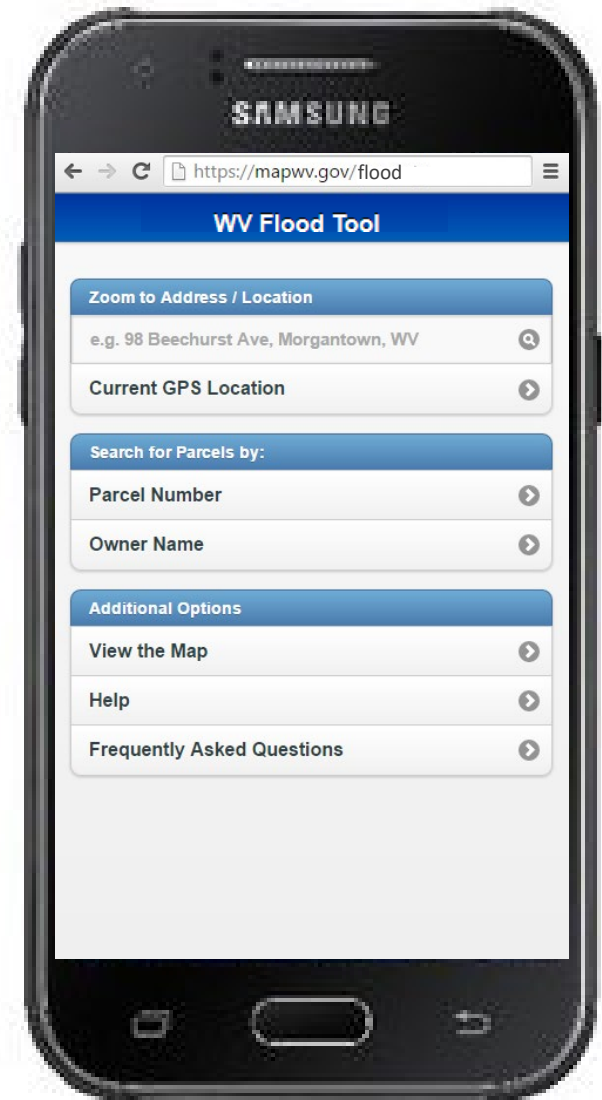 SAMSUNG
https://mapwv.gov/flood
WV Flood Tool
Zoom to Address / Location
e.g. 98 Beechurst Ave, Morgantown, WV
Current GPS Location
Search for Parcels by:
Parcel Number
Owner Name
Additional Options
View the Map
Help
Frequently Asked Questions